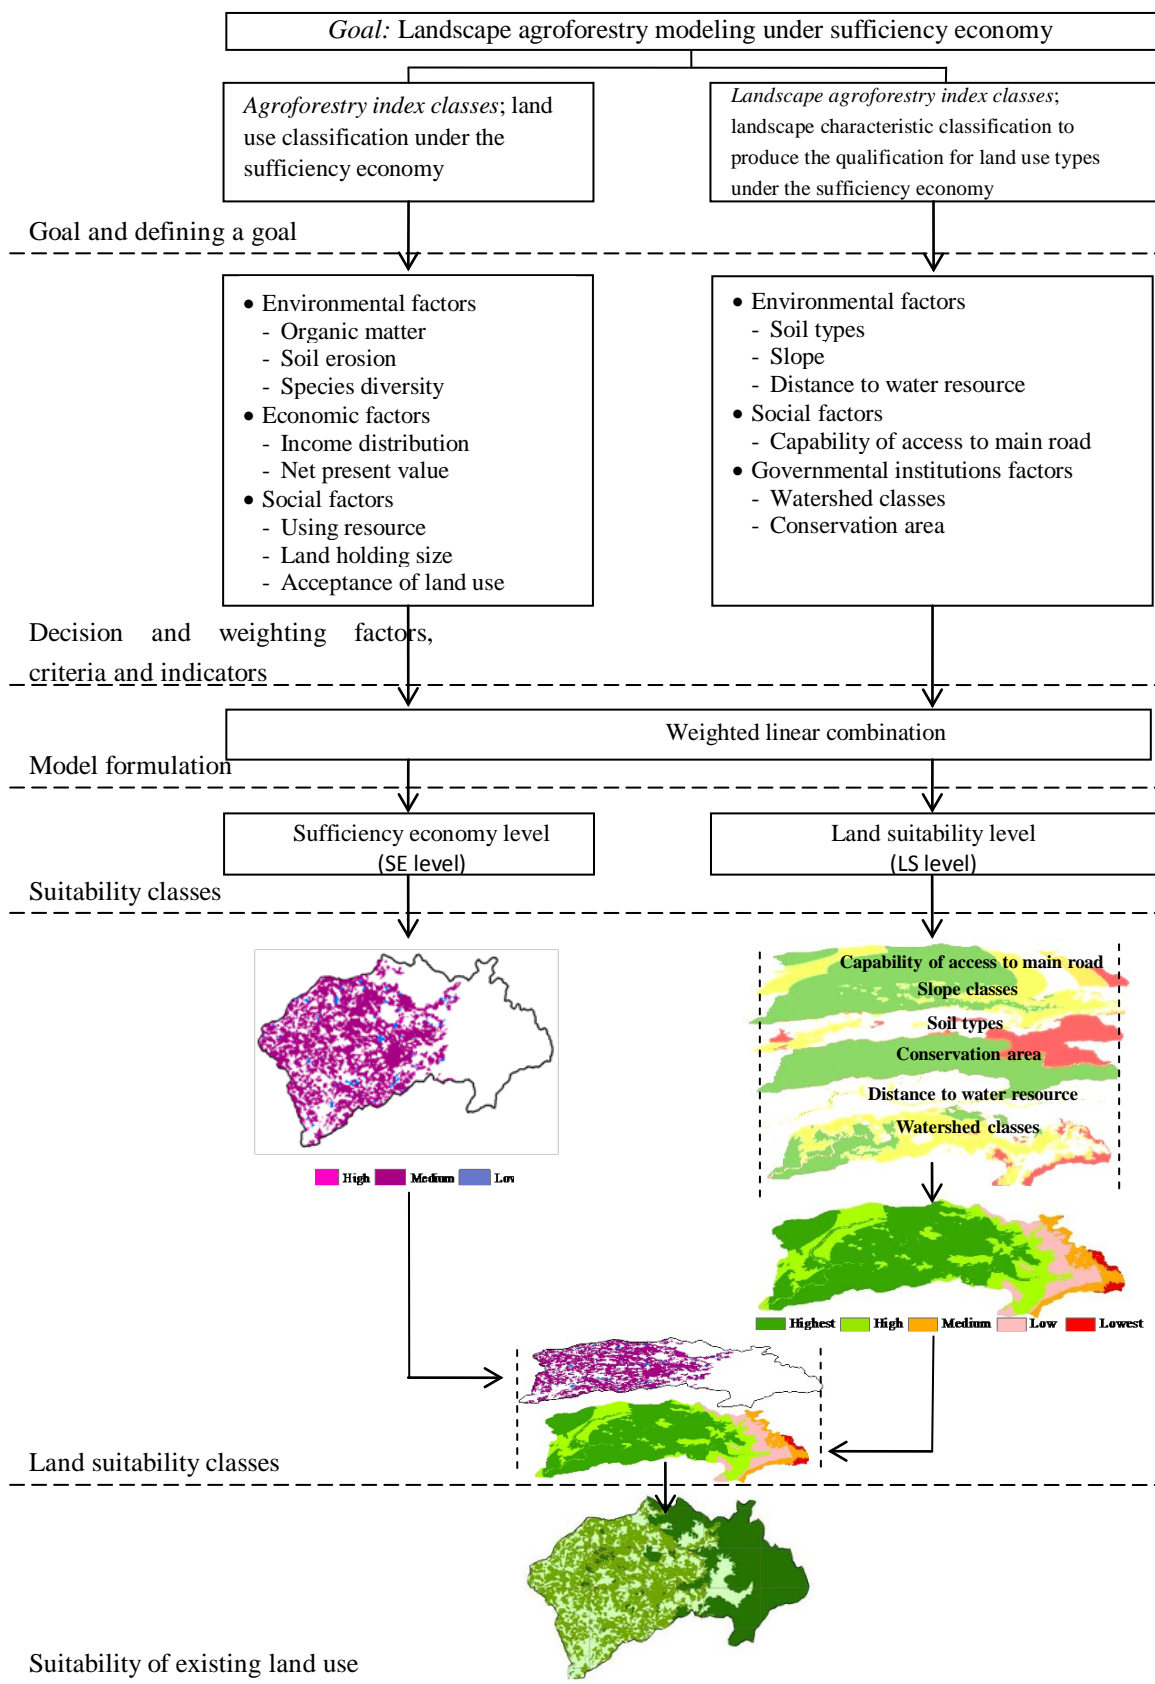 Goal: Landscape agroforestry modeling under sufficiency economy
Agroforestry index classes; land
use classification under the
sufficiency economy
Landscape agroforestry index classes;
landscape characteristic classification to
produce the qualification for land use types
under the sufficiency economy
Goal and defining a goal
• Environmental factors
- Organic matter
- Soil erosion
- Species diversity
• Economic factors
- Income distribution
- Net present value
• Social factors
- Using resource
- Land holding size
- Acceptance of land use
• Environmental factors
- Soil types
- Slope
- Distance to water resource
• Social factors
- Capability of access to main road
• Governmental institutions factors
- Watershed classes
- Conservation area
Decision and weighting factors,
criteria and indicators
Weighted linear combination
Model formulation
Sufficiency economy level
(SE level)
Land suitability level
(LS level)
Suitability classes
Capability of access to main road
Slope classes
Soil types
Conservation area
Distance to water resource
Watershed classes
High Medium Lov
Highest High Medium Low Lowest
Land suitability classes
Suitability of existing land use